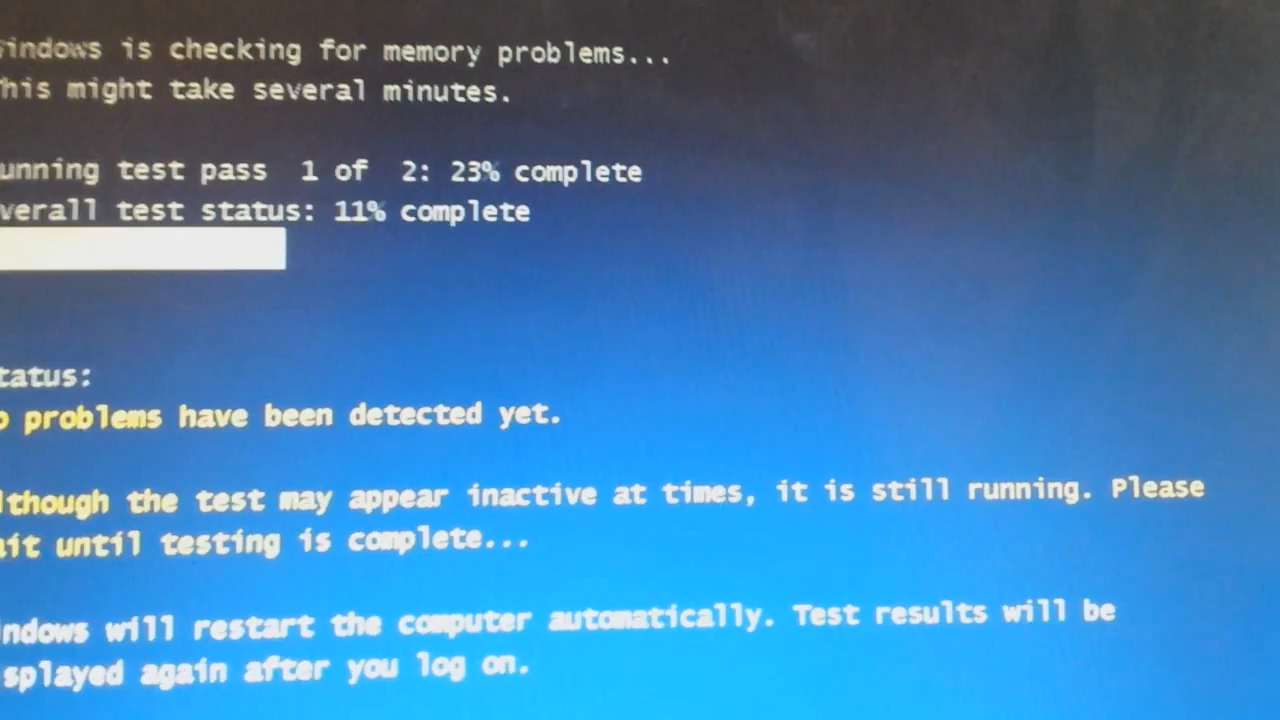 indows is checking for memory problems...
his might take several minutes.
unning test pass 1 of 2: 23% complete
verall test status: 11% complete
tatus:
o problems have been detected yet.
lthough the test may appear inactive at times, it is still running. Please
ait until testing is complete...
ndows will restart the computer automatically. Test results will be
splayed again after you log on.